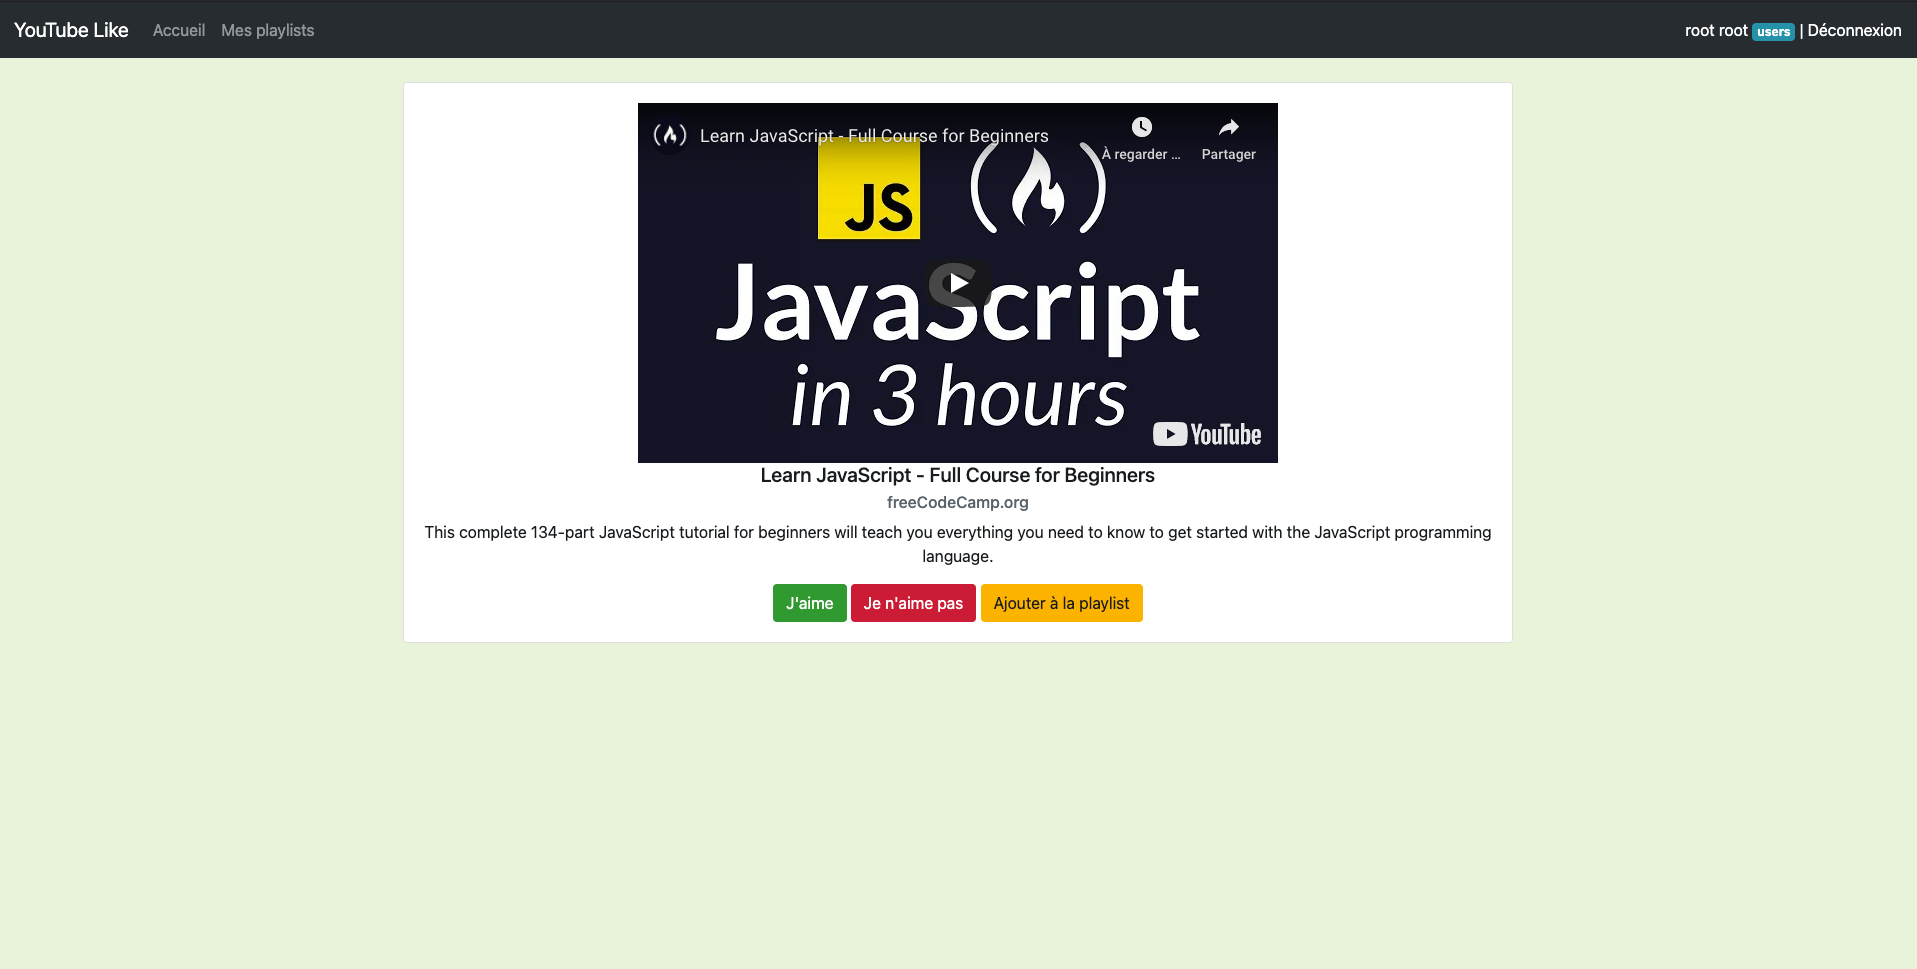 YouTube Like Accueil Mes playlists root root users | Déconnexion
Learn JavaScript - Full Course for Beginners
À regarder ... Partager
JS
JavaScript
in 3 hours
YouTube
Learn JavaScript - Full Course for Beginners
freeCodeCamp.org
This complete 134-part JavaScript tutorial for beginners will teach you everything you need to know to get started with the JavaScript programming
language.
J'aime Je n'aime pas Ajouter à la playlist